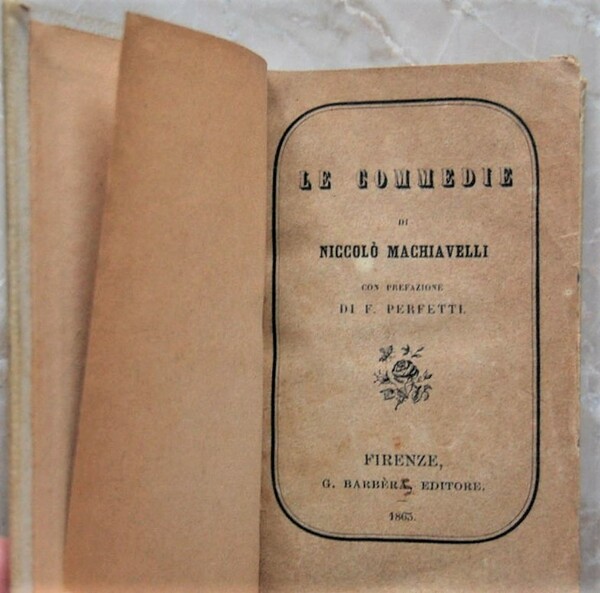 LE COMMEDIE
DI
NICCOLÒ MACHIAVELLI
CON PREFAZIONE
DI F. PERFETTI.
FIRENZE,
G. BARBÈRA, EDITORE.
1863.